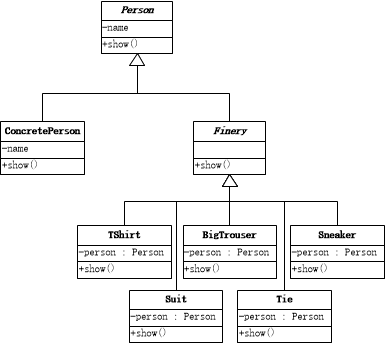 Person
-name
+show()
ConcretePerson
-name
+show()
Finery
+show()
TShirt
-person : Person
+show()
BigTrouser
-person : Person
+show()
Sneaker
-person : Person
+show()
Suit
-person : Person
+show()
Tie
-person : Person
+show()